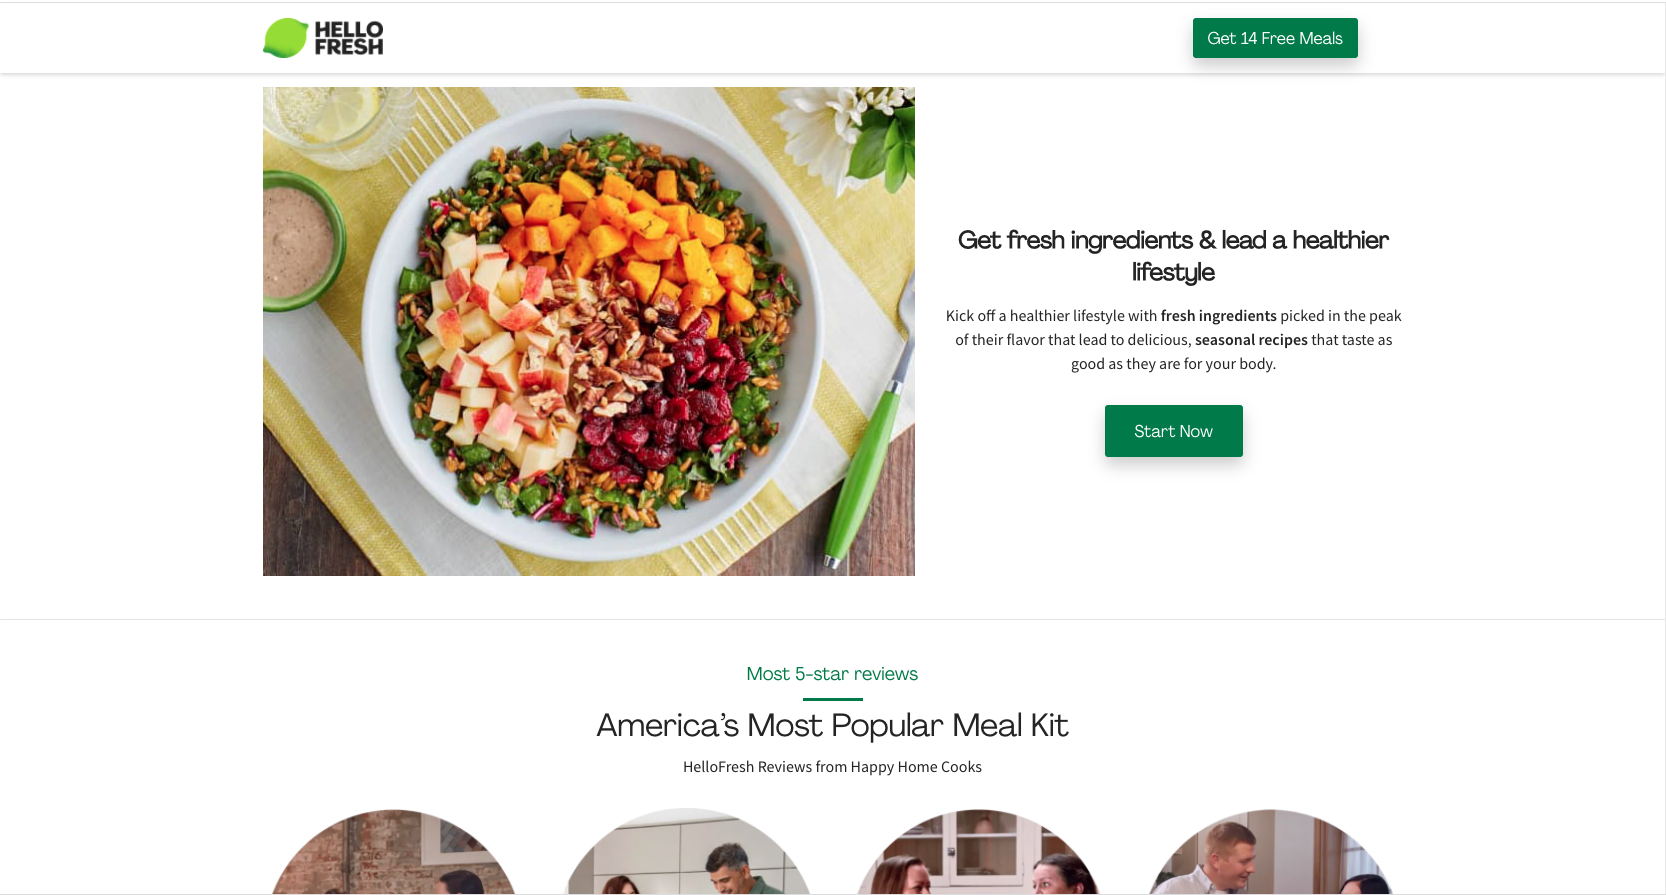 HELLO
FRESH
Get 14 Free Meals
Get fresh ingredients & lead a healthier
lifestyle
Kick off a healthier lifestyle with fresh ingredients picked in the peak
of their flavor that lead to delicious, seasonal recipes that taste as
good as they are for your body.
Start Now
Most 5-star reviews
America’s Most Popular Meal Kit
HelloFresh Reviews from Happy Home Cooks